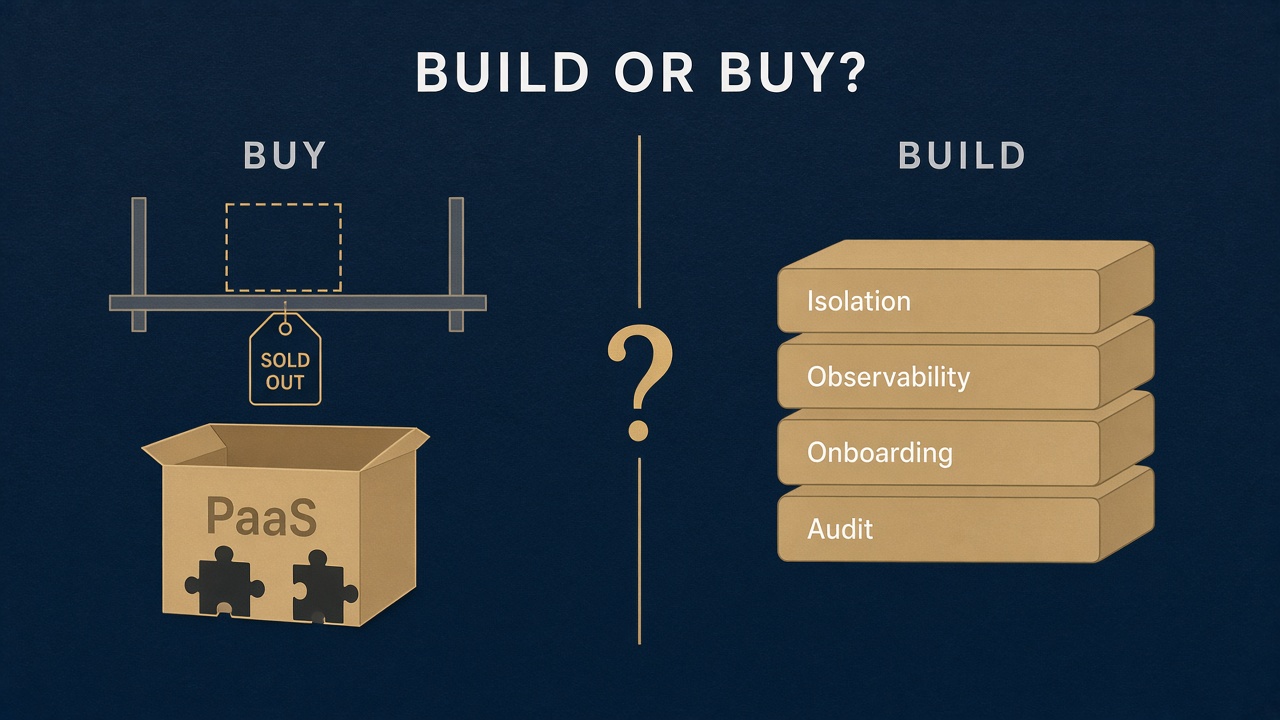 BUILD OR BUY?
BUY
SOLD
OUT
PaaS
?
BUILD
Isolation
Observability
Onboarding
Audit